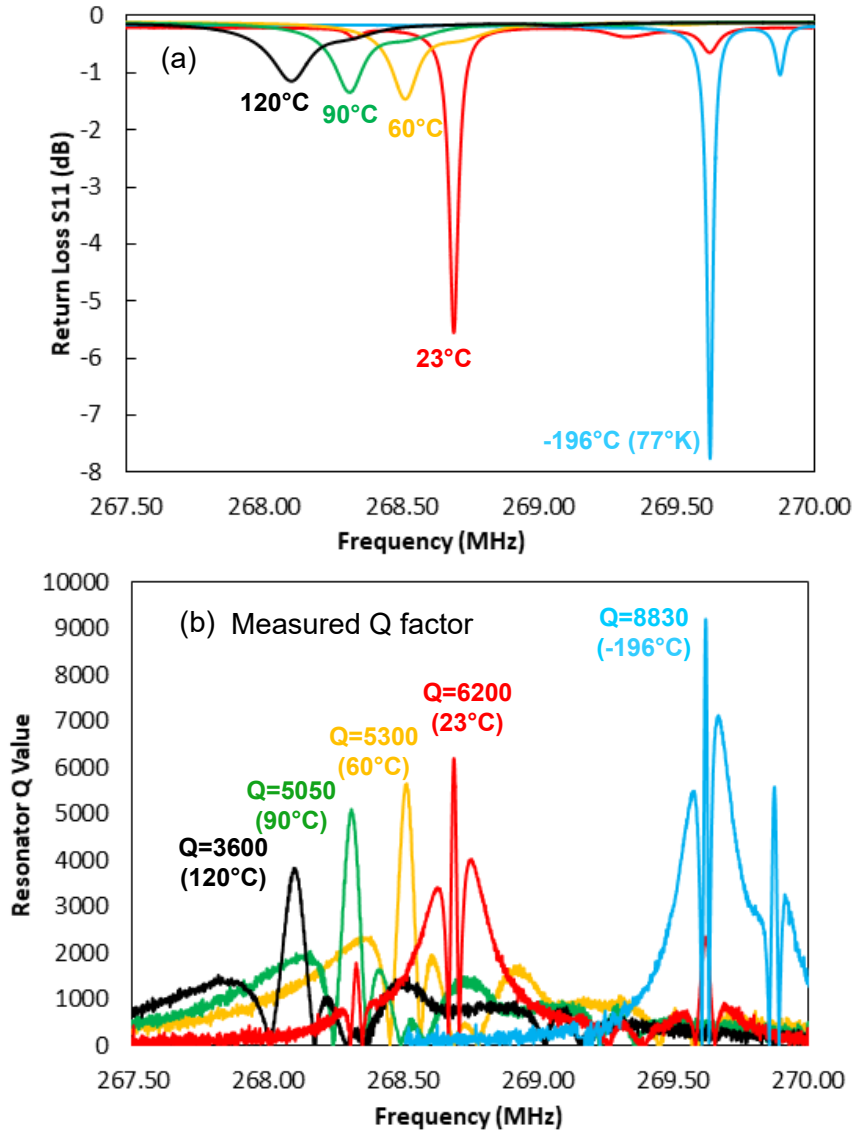 0
-1
-2
-3
-4
-5
-6
-7
-8
Return Loss S11 (dB)
(a)
120°C
90°C
60°C
23°C
-196°C (77°K)
267.50 268.00 268.50 269.00 269.50 270.00
Frequency (MHz)
10000
9000
8000
7000
6000
5000
4000
3000
2000
1000
0
Resonator Q Value
(b) Measured Q factor
Q=8830
(-196°C)
Q=6200
(23°C)
Q=5300
(60°C)
Q=5050
(90°C)
Q=3600
(120°C)
267.50 268.00 268.50 269.00 269.50 270.00
Frequency (MHz)